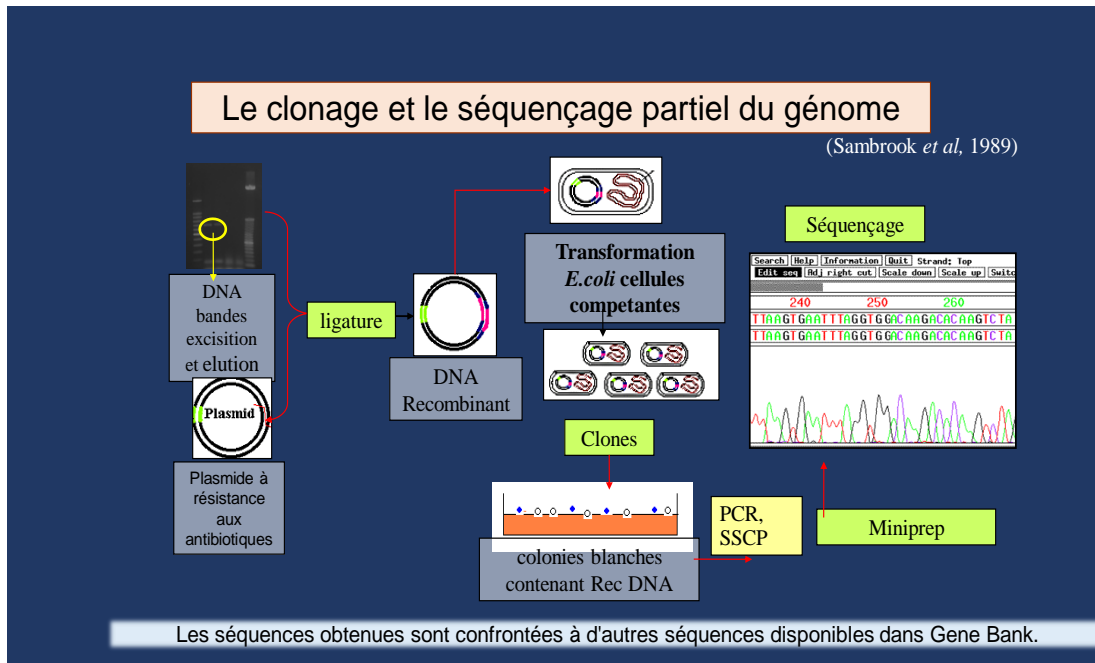 Le clonage et le séquençage partiel du génome
(Sambrook et al, 1989)
DNA
bandes
excisition
et elution
Plasmid
Plasmide à
résistance
aux
antibiotiques
ligature
DNA
Recombinant
Transformation
E.coli cellules
competantes
Clones
colonies blanches
contenant Rec DNA
PCR,
SSCP
Miniprep
Séquençage
Search Help Information Quit Strand: Top
Edit seq Adj right cut Scale down Scale up
240 250 260
TTAAGTGAATTTAGGTGGACAAGACACAAGTCTA
TTAAGTGAATTTAGGTGGACAAGACACAAGTCTA
Les séquences obtenues sont confrontées à d'autres séquences disponibles dans Gene Bank.